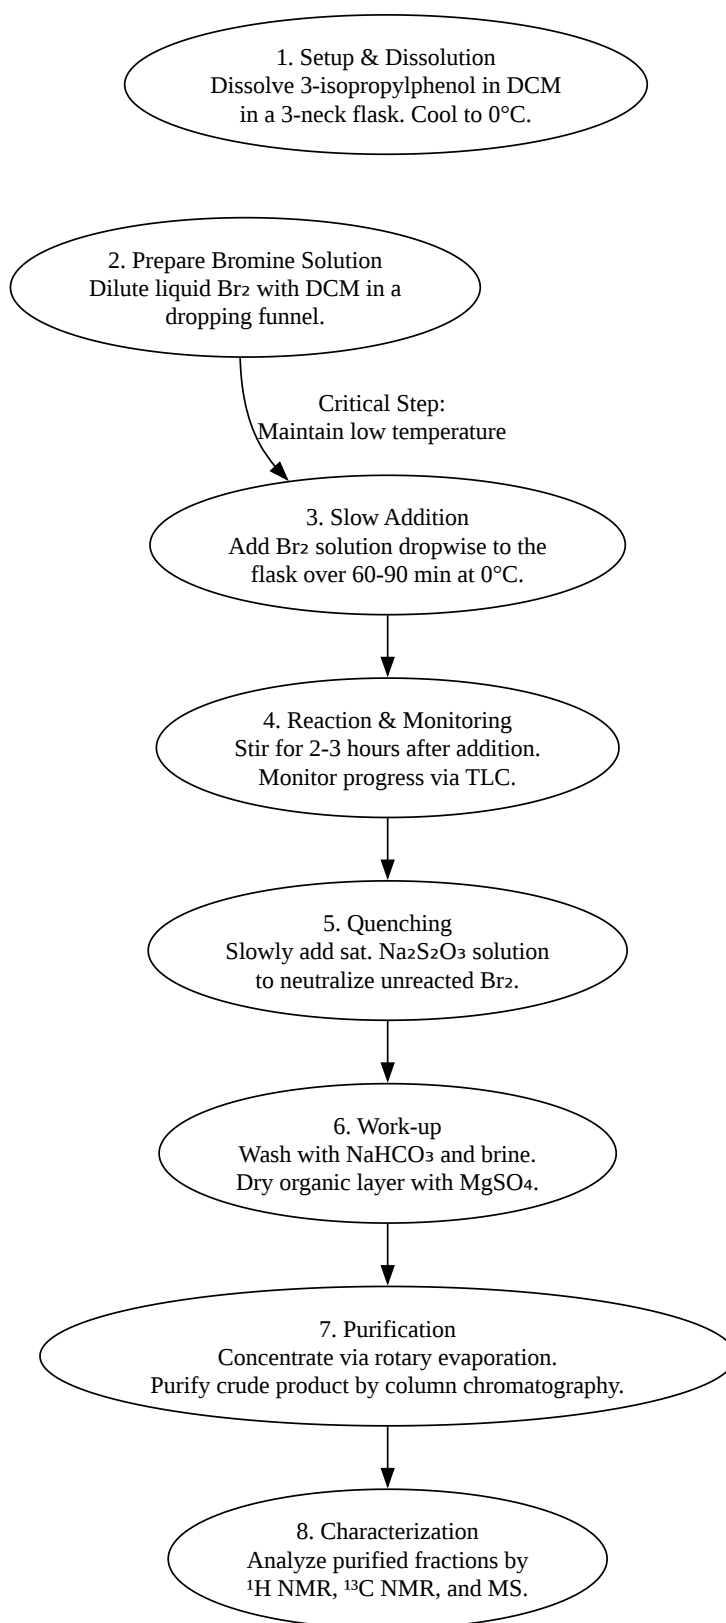 1. Setup & Dissolution
Dissolve 3-isopropylphenol in DCM
in a 3-neck flask. Cool to 0°C.
2. Prepare Bromine Solution
Dilute liquid Br₂ with DCM in a
dropping funnel.
Critical Step:
Maintain low temperature
3. Slow Addition
Add Br₂ solution dropwise to the
flask over 60-90 min at 0°C.
4. Reaction & Monitoring
Stir for 2-3 hours after addition.
Monitor progress via TLC.
5. Quenching
Slowly add sat. Na₂S₂O₃ solution
to neutralize unreacted Br₂.
6. Work-up
Wash with NaHCO₃ and brine.
Dry organic layer with MgSO₄.
7. Purification
Concentrate via rotary evaporation.
Purify crude product by column chromatography.
8. Characterization
Analyze purified fractions by
¹H NMR, ¹³C NMR, and MS.